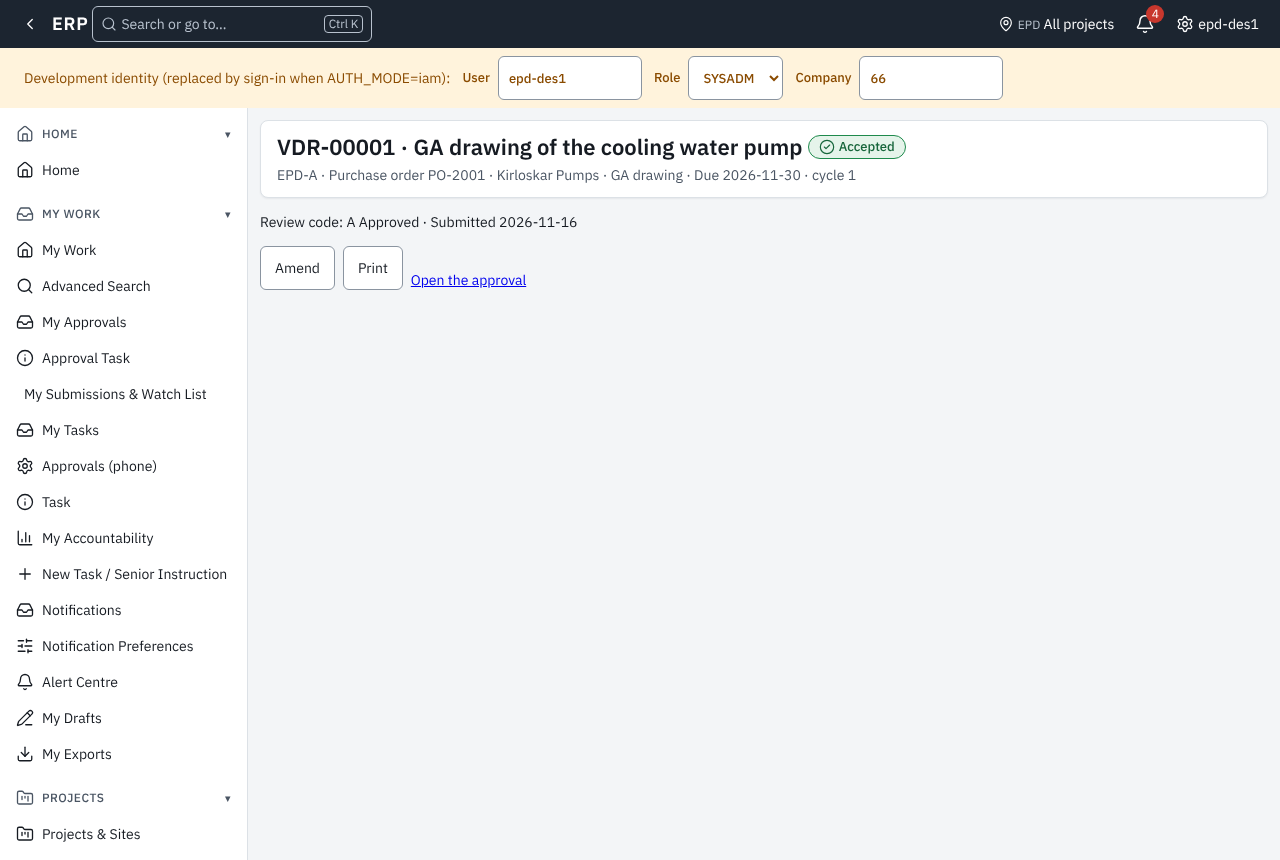 ERP
Search or go to... Ctrl K
EPD All projects
4
epd-des1
Development identity (replaced by sign-in when AUTH_MODE=iam): User epd-des1 Role SYSADM Company 66
HOME
Home
MY WORK
My Work
Advanced Search
My Approvals
Approval Task
My Submissions & Watch List
My Tasks
Approvals (phone)
Task
My Accountability
New Task / Senior Instruction
Notifications
Notification Preferences
Alert Centre
My Drafts
My Exports
PROJECTS
Projects & Sites
VDR-00001 · GA drawing of the cooling water pump Accepted
EPD-A · Purchase order PO-2001 · Kirloskar Pumps · GA drawing · Due 2026-11-30 · cycle 1
Review code: A Approved · Submitted 2026-11-16
Amend Print Open the approval